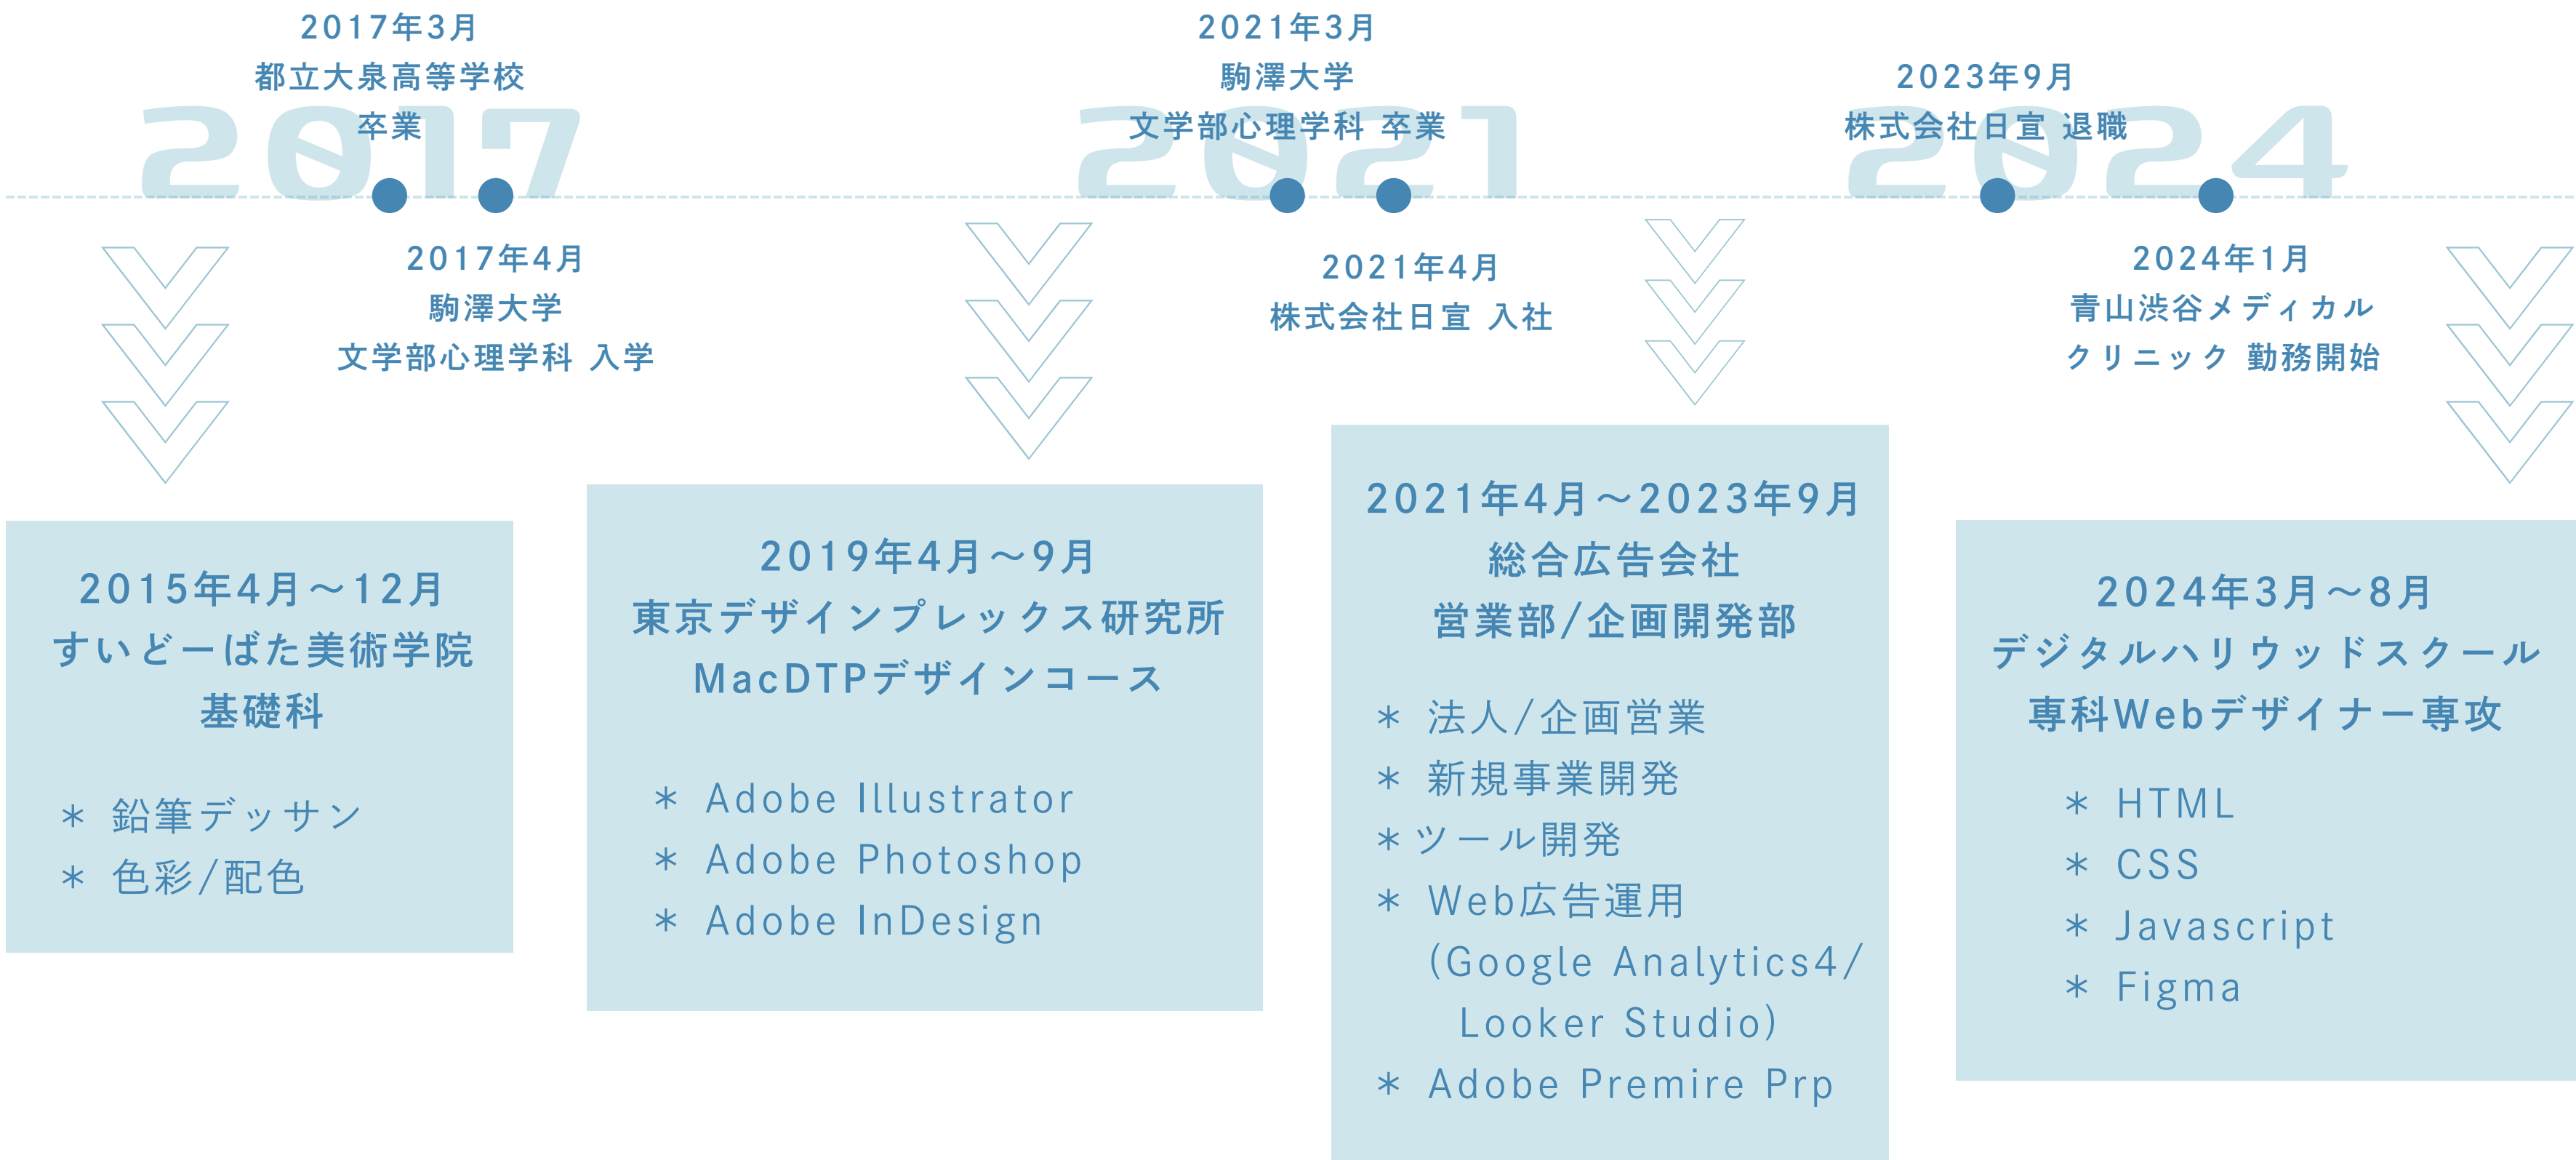 2017
2017年3月
都立大泉高等学校
卒業
2017年4月
駒澤大学
文学部心理学科 入学
2021
2021年3月
駒澤大学
文学部心理学科 卒業
2021年4月
株式会社日宣 入社
2024
2023年9月
株式会社日宣 退職
2024年1月
青山渋谷メディカル
クリニック 勤務開始
2015年4月〜12月
すいどーばた美術学院
基礎科
＊ 鉛筆デッサン
＊ 色彩/配色
2019年4月〜9月
東京デザインプレックス研究所
MacDTPデザインコース
＊ Adobe Illustrator
＊ Adobe Photoshop
＊ Adobe InDesign
2021年4月〜2023年9月
総合広告会社
営業部/企画開発部
＊ 法人/企画営業
＊ 新規事業開発
＊ツール開発
＊ Web広告運用
(Google Analytics4/
Looker Studio)
＊ Adobe Premire Prp
2024年3月〜8月
デジタルハリウッドスクール
専科Webデザイナー専攻
＊ HTML
＊ CSS
＊ Javascript
＊ Figma